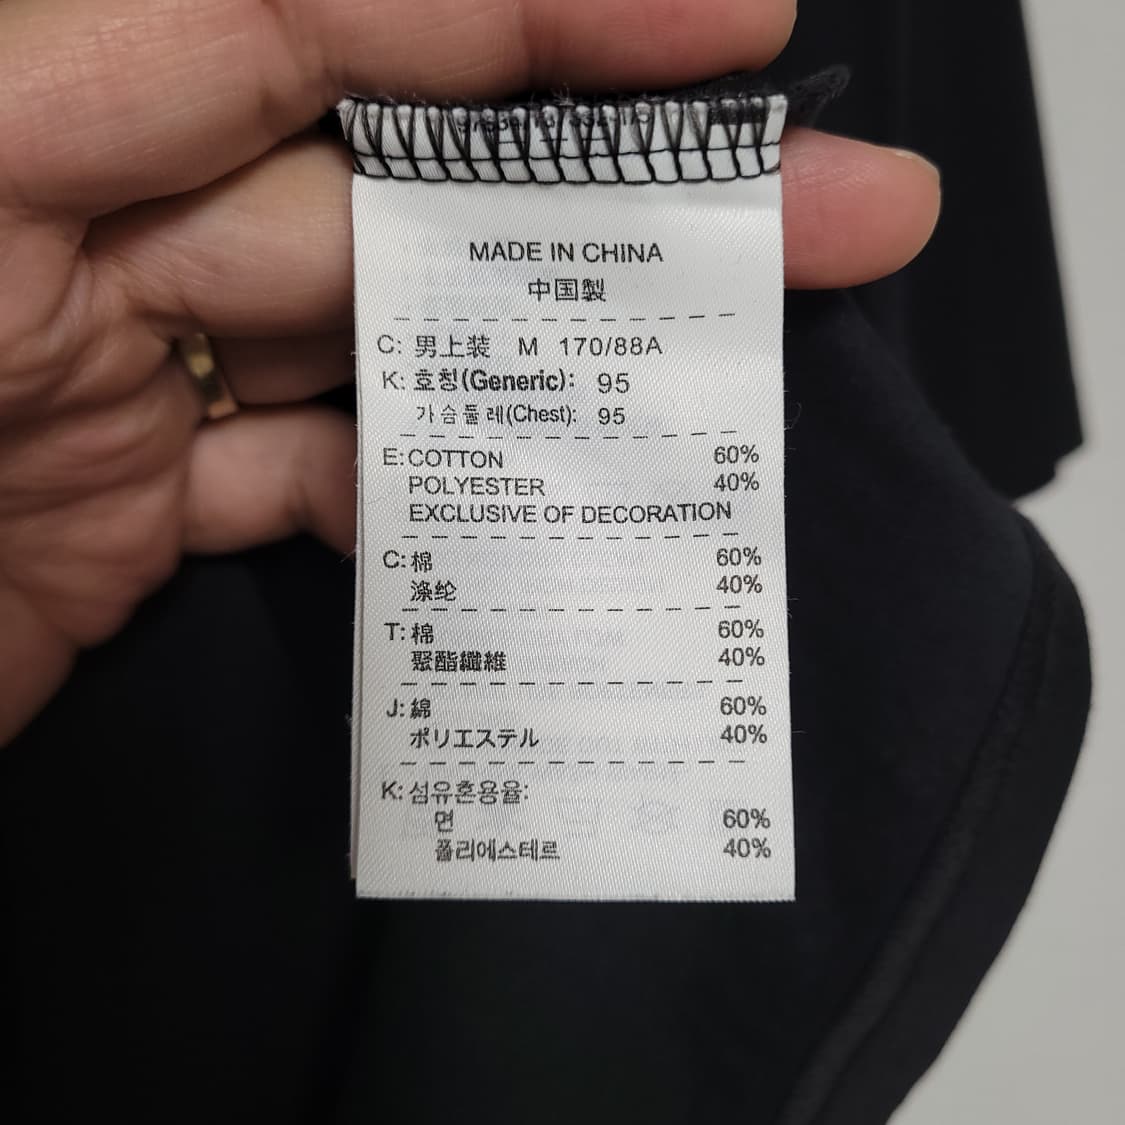 MADE IN CHINA
中国製
C: 男上装 M 170/88A
K: 호칭(Generic): 95
가슴둘레(Chest): 95
E: COTTON 60%
POLYESTER 40%
EXCLUSIVE OF DECORATION
C: 棉 60%
涤纶 40%
T: 棉 60%
聚酯纖維 40%
J: 綿 60%
ポリエステル 40%
K: 섬유혼용율:
면 60%
폴리에스테르 40%